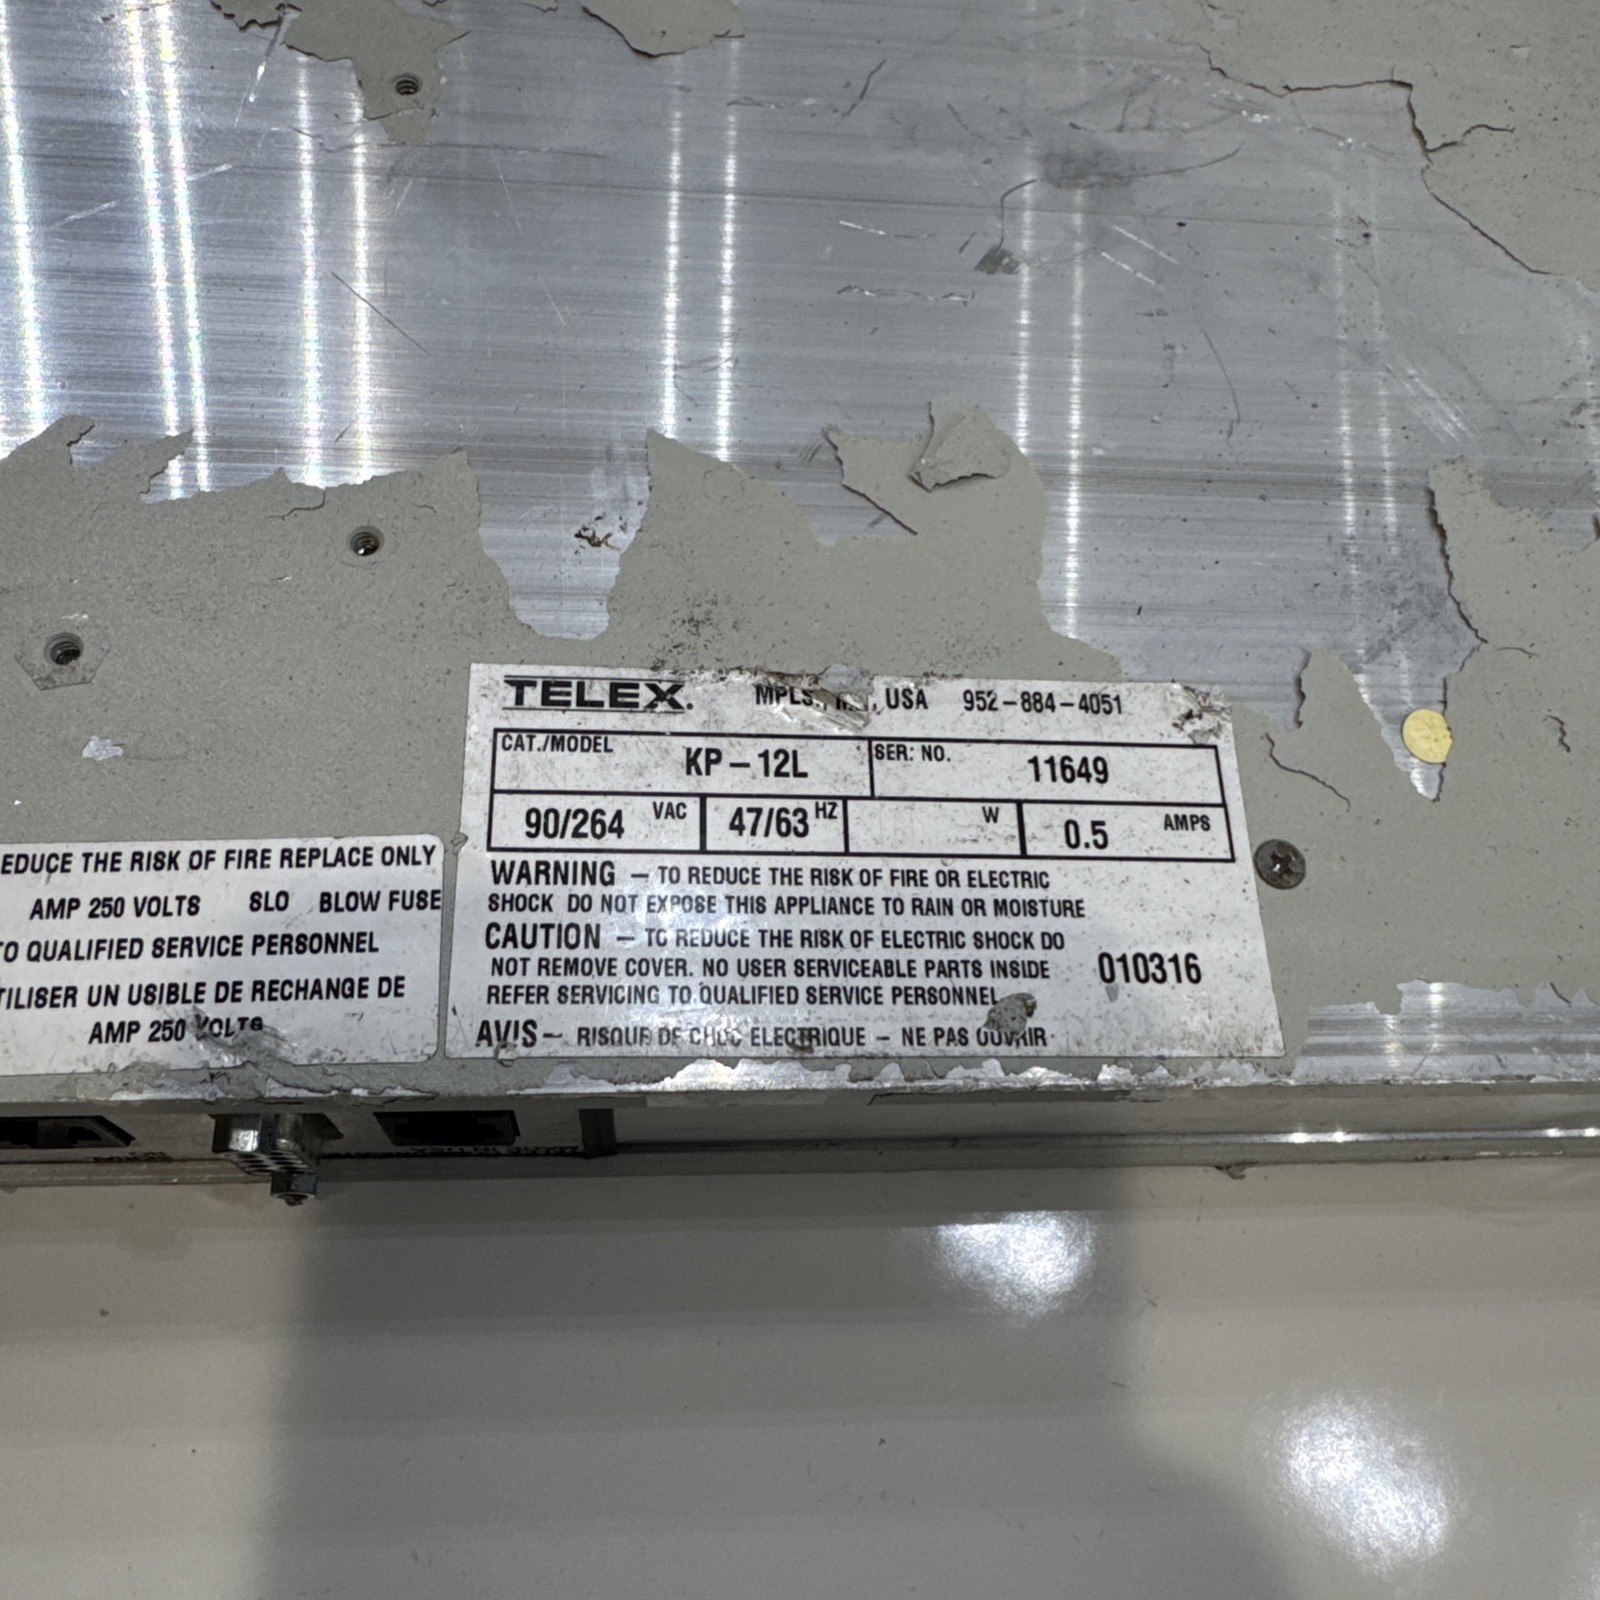 TELEX. MPLS., USA 952-884-4051
CAT./MODEL KP-12L SER: NO. 11649
90/264 VAC 47/63 HZ W 0.5 AMPS
WARNING — TO REDUCE THE RISK OF FIRE OR ELECTRIC
SHOCK DO NOT EXPOSE THIS APPLIANCE TO RAIN OR MOISTURE
CAUTION — TO REDUCE THE RISK OF ELECTRIC SHOCK DO
NOT REMOVE COVER. NO USER SERVICEABLE PARTS INSIDE 010316
REFER SERVICING TO QUALIFIED SERVICE PERSONNEL
AVIS — RISQUE DE CHOC ELECTRIQUE — NE PAS OUVRIR
EDUCE THE RISK OF FIRE REPLACE ONLY
AMP 250 VOLTS SLO BLOW FUSE
TO QUALIFIED SERVICE PERSONNEL
TILISER UN USIBLE DE RECHANGE DE
AMP 250 VOLTS